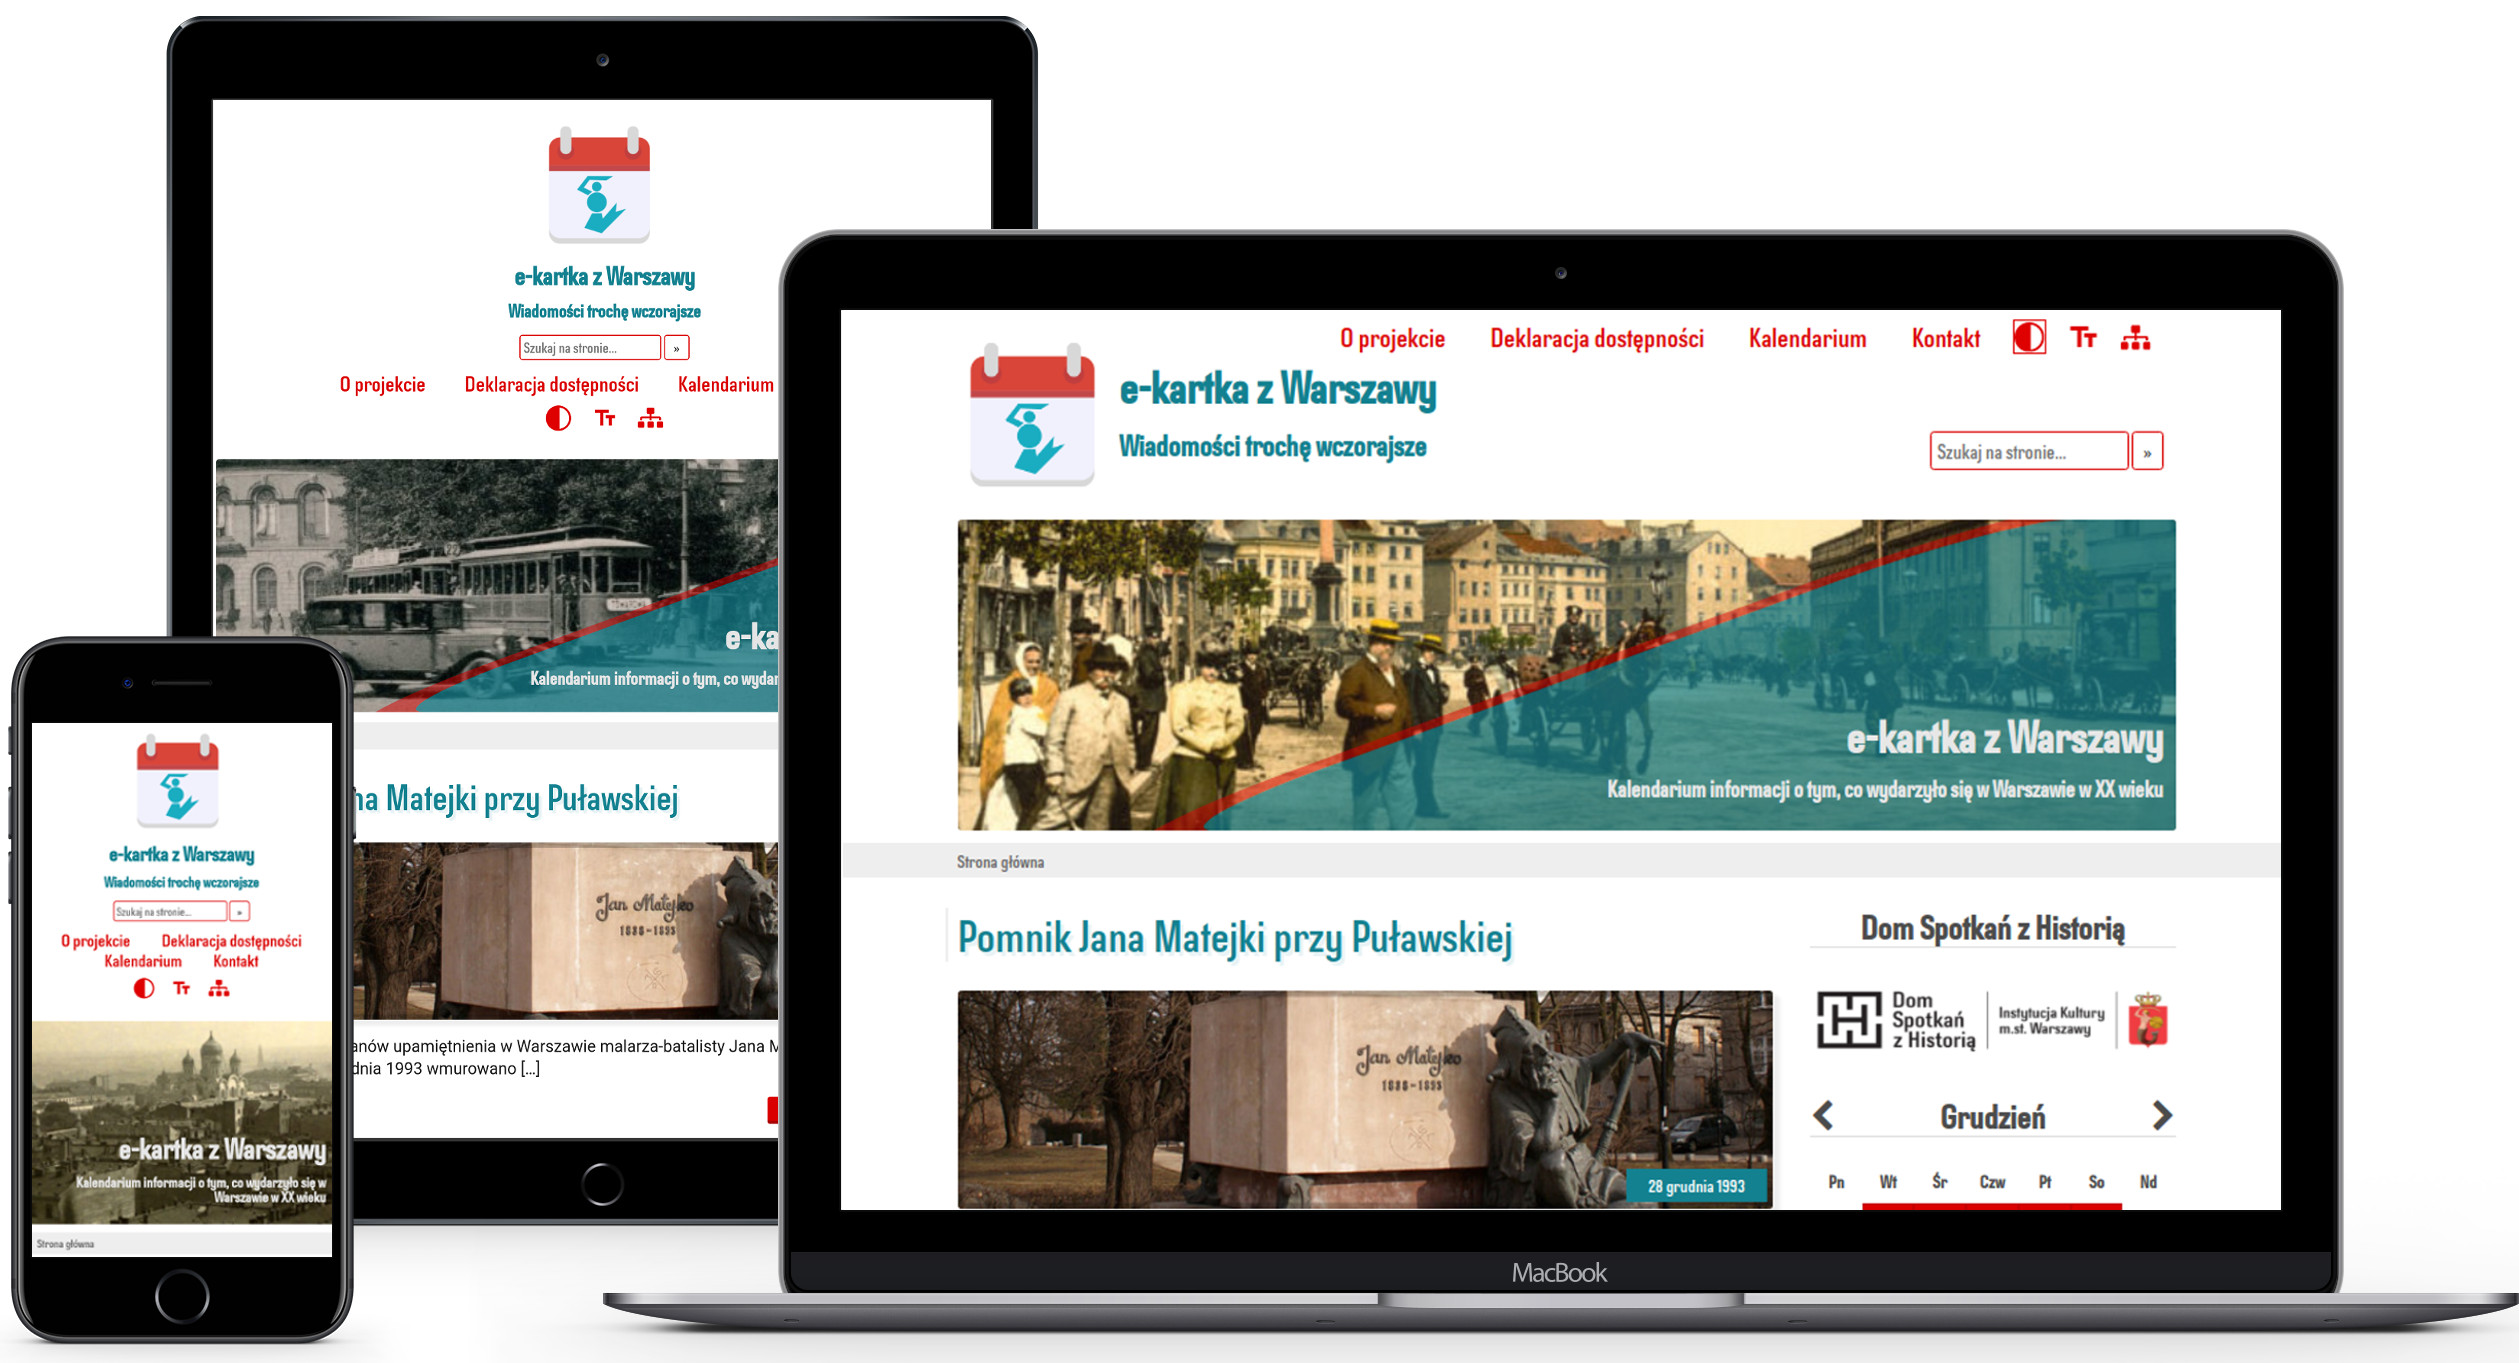 e-kartka z Warszawy
Wiadomości trochę wczorajsze
Szukaj na stronie... »
O projekcie Deklaracja dostępności Kalendarium
Tт
e-ka
Kalendarium informacji o tym, co wydar
na Matejki przy Puławskiej
Jan Matejko
1838-1893
anów upamiętnienia w Warszawie malarza-batalisty Jana M
dnia 1993 wmurowano [...]
e-kartka z Warszawy
Wiadomości trochę wczorajsze
Szukaj na stronie... »
O projekcie Deklaracja dostępności
Kalendarium Kontakt
Tт
e-kartka z Warszawy
Kalendarium informacji o tym, co wydarzyło się w
Warszawie w XX wieku
Strona główna
O projekcie Deklaracja dostępności Kalendarium Kontakt Tт
e-kartka z Warszawy
Wiadomości trochę wczorajsze
Szukaj na stronie... »
e-kartka z Warszawy
Kalendarium informacji o tym, co wydarzyło się w Warszawie w XX wieku
Strona główna
Pomnik Jana Matejki przy Puławskiej
Jan Matejko
1838-1893
28 grudnia 1993
Dom Spotkań z Historią
Dom
Spotkań
z Historią
Instytucja Kultury
m.st. Warszawy
Grudzień
Pn Wt Śr Czw Pt So Nd
MacBook